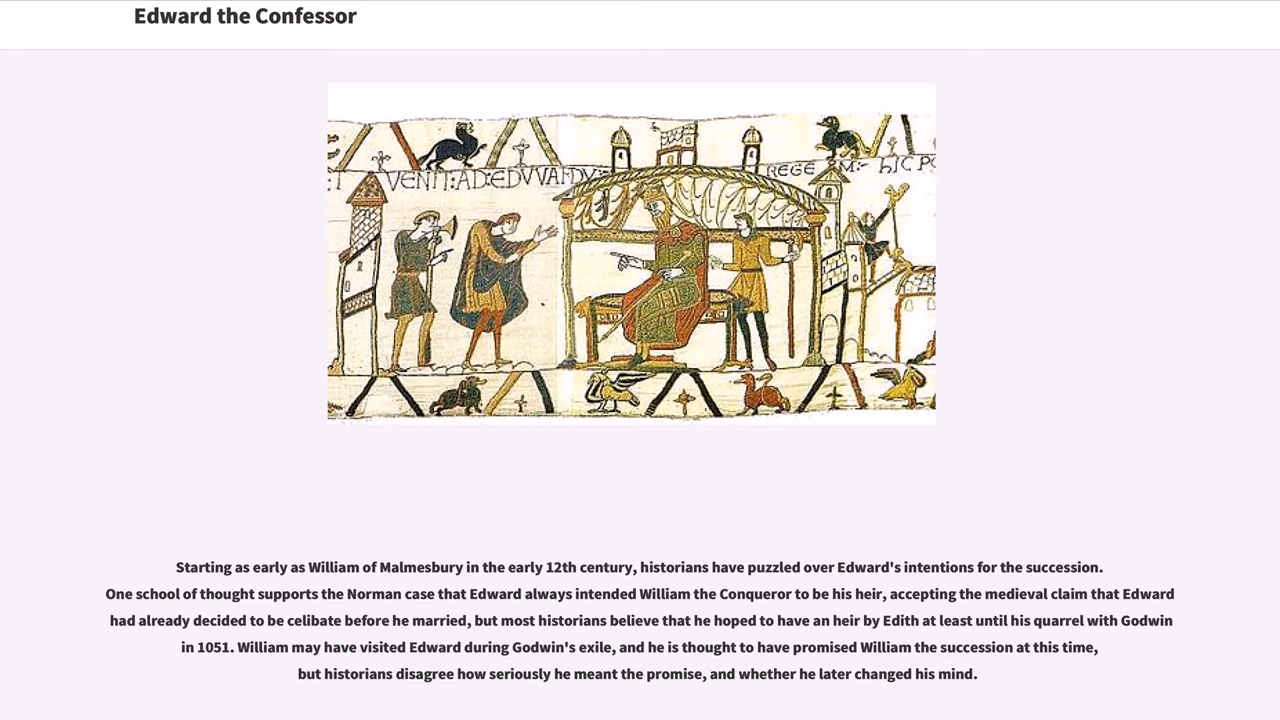 Edward the Confessor
VENIT:AD:EDVVARDV
REGE M:- hIC
Starting as early as William of Malmesbury in the early 12th century, historians have puzzled over Edward's intentions for the succession.
One school of thought supports the Norman case that Edward always intended William the Conqueror to be his heir, accepting the medieval claim that Edward
had already decided to be celibate before he married, but most historians believe that he hoped to have an heir by Edith at least until his quarrel with Godwin
in 1051. William may have visited Edward during Godwin's exile, and he is thought to have promised William the succession at this time,
but historians disagree how seriously he meant the promise, and whether he later changed his mind.